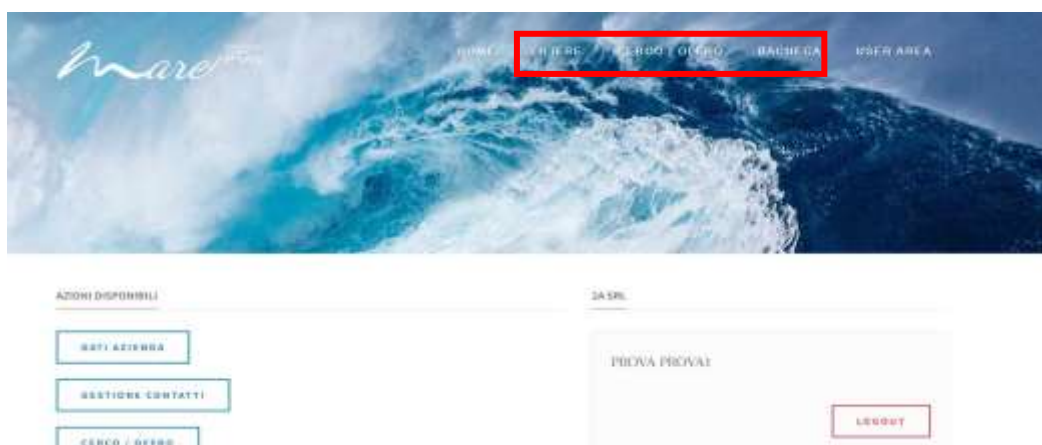 mare
HOME FILIERE CERCO / OFFRO BACHECA USER AREA
AZIONI DISPONIBILI
2A SRL
DATI AZIENDA
PROVA PROVA1
GESTIONE CONTATTI
LOGOUT
CERCO / OFFRO